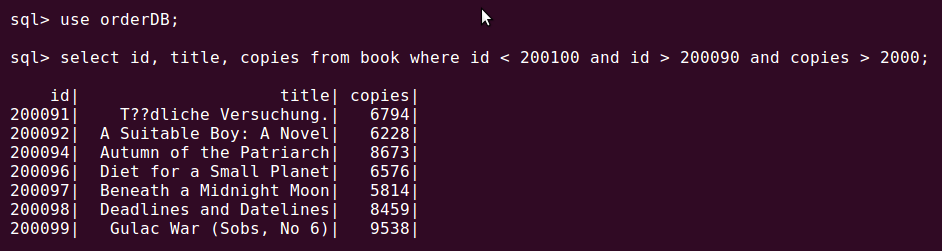 sql> use orderDB;
sql> select id, title, copies from book where id < 200100 and id > 200090 and copies > 2000;
id| title| copies|
200091| T??dliche Versuchung.| 6794|
200092| A Suitable Boy: A Novel| 6228|
200094| Autumn of the Patriarch| 8673|
200096| Diet for a Small Planet| 6576|
200097| Beneath a Midnight Moon| 5814|
200098| Deadlines and Datelines| 8459|
200099| Gulac War (Sobs, No 6)| 9538|